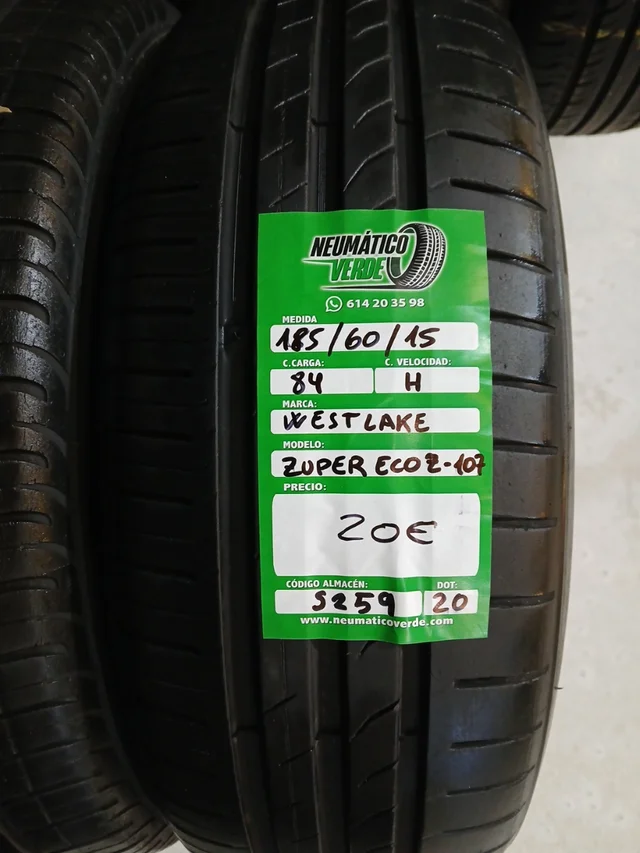 NEUMÁTICO
VERDE
614 20 35 98
MEDIDA
185/60/15
C.CARGA: C. VELOCIDAD:
84 H
MARCA:
WESTLAKE
MODELO:
ZUPER ECO Z-107
PRECIO:
20€
CÓDIGO ALMACÉN: DOT:
S259 20
www.neumaticoverde.com